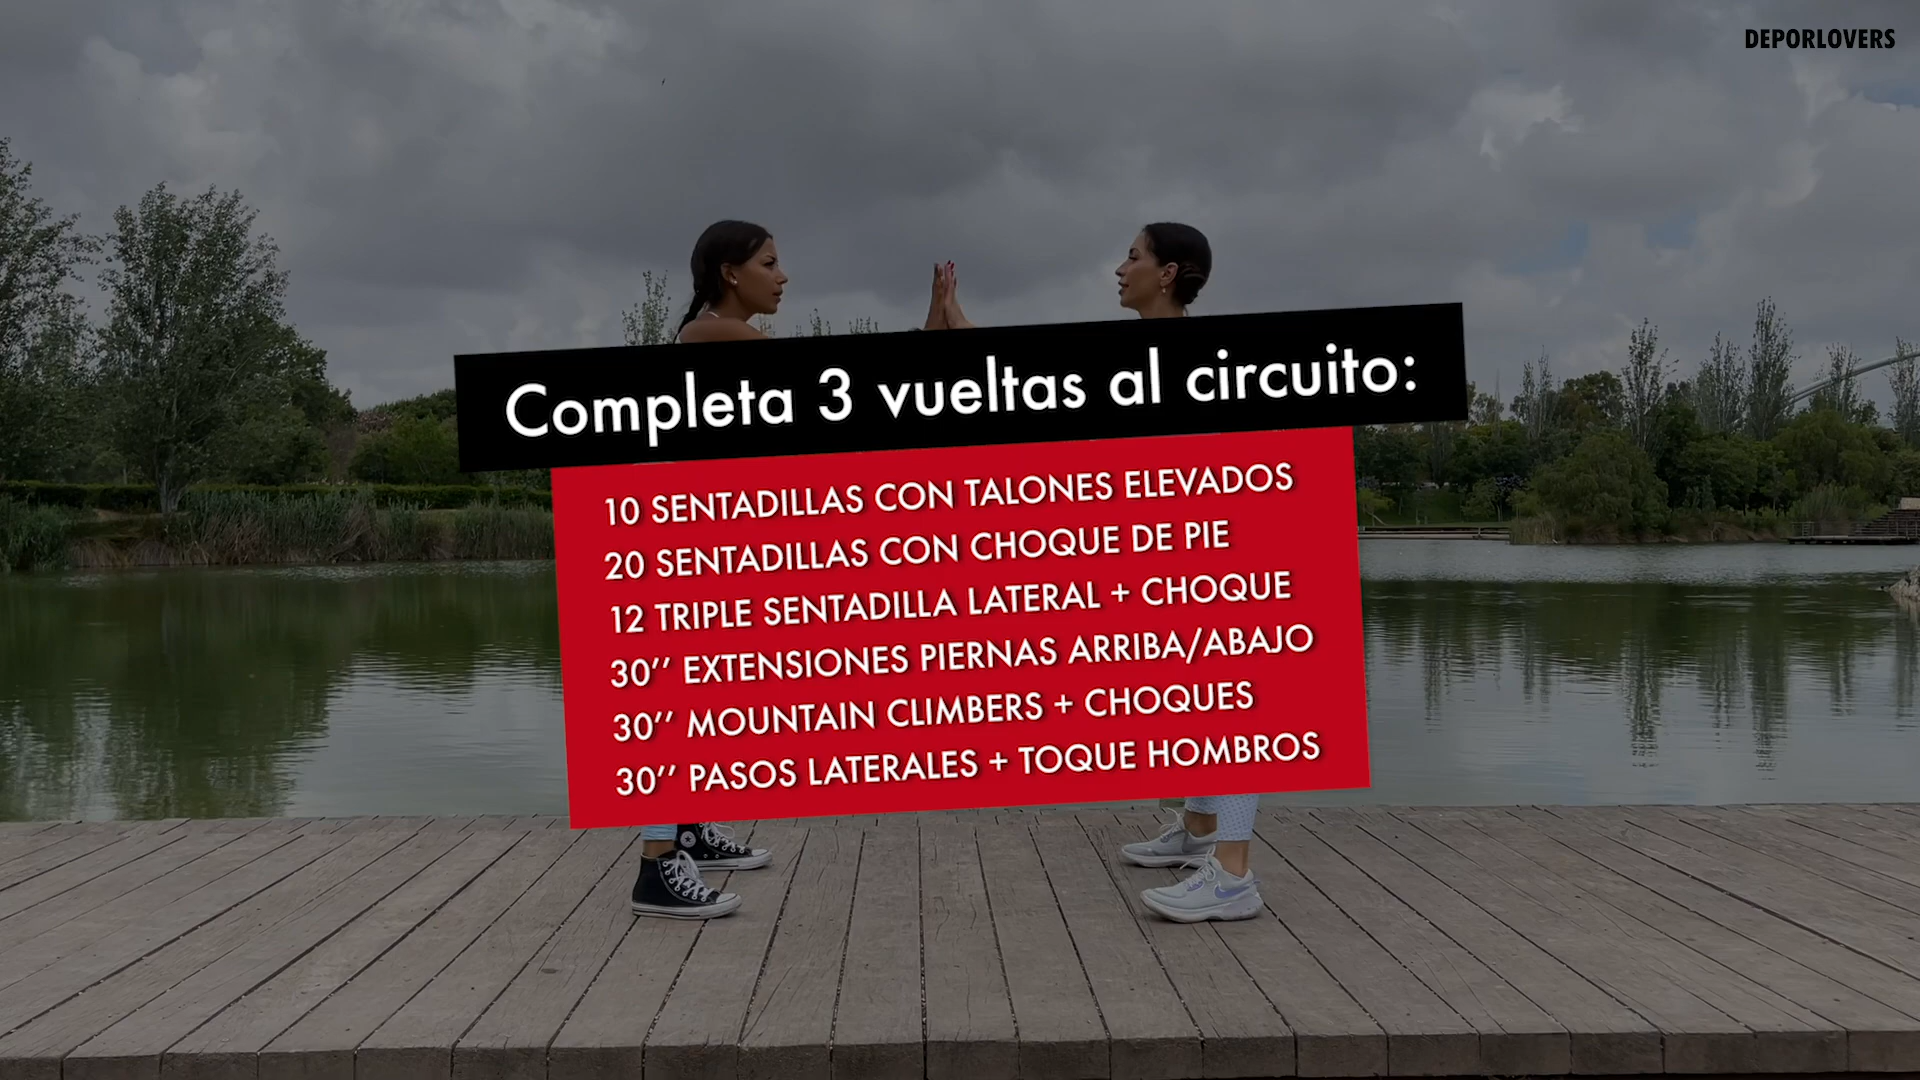 DEPORLOVERS
Completa 3 vueltas al circuito:
10 SENTADILLAS CON TALONES ELEVADOS
20 SENTADILLAS CON CHOQUE DE PIE
12 TRIPLE SENTADILLA LATERAL + CHOQUE
30’’ EXTENSIONES PIERNAS ARRIBA/ABAJO
30’’ MOUNTAIN CLIMBERS + CHOQUES
30’’ PASOS LATERALES + TOQUE HOMBROS